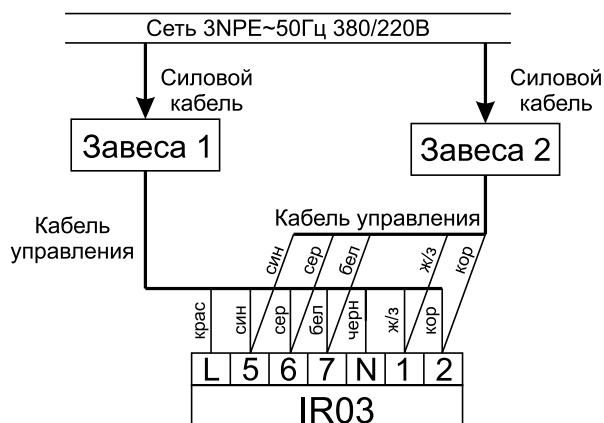 Сеть 3NPE~50Гц 380/220В
Силовой
кабель
Силовой
кабель
Завеса 1
Завеса 2
Кабель
управления
Кабель управления
син
сер
бел
ж/з
кор
крас
син
сер
бел
черн
ж/з
кор
L 5 6 7 N 1 2
IR03